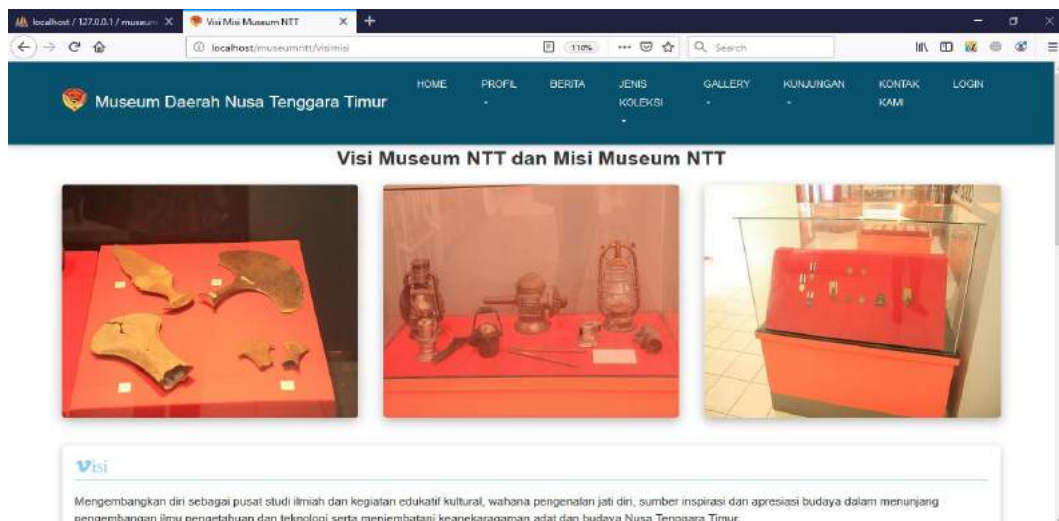 localhost / 127.0.0.1 / museum
Visi Misi Museum NTT
localhost/museumntt/visimisi
110%
Search
Museum Daerah Nusa Tenggara Timur
HOME
PROFIL
BERITA
JENIS
KOLEKSI
GALLERY
KUNJUNGAN
KONTAK
KAMI
LOGIN
Visi Museum NTT dan Misi Museum NTT
Visi
Mengembangkan diri sebagai pusat studi ilmiah dan kegiatan edukatif kultural, wahana pengenalan jati diri, sumber inspirasi dan apresiasi budaya dalam menunjang
pengembangan ilmu pengetahuan dan teknologi serta menjembatani keanekaragaman adat dan budaya Nusa Tenggara Timur.